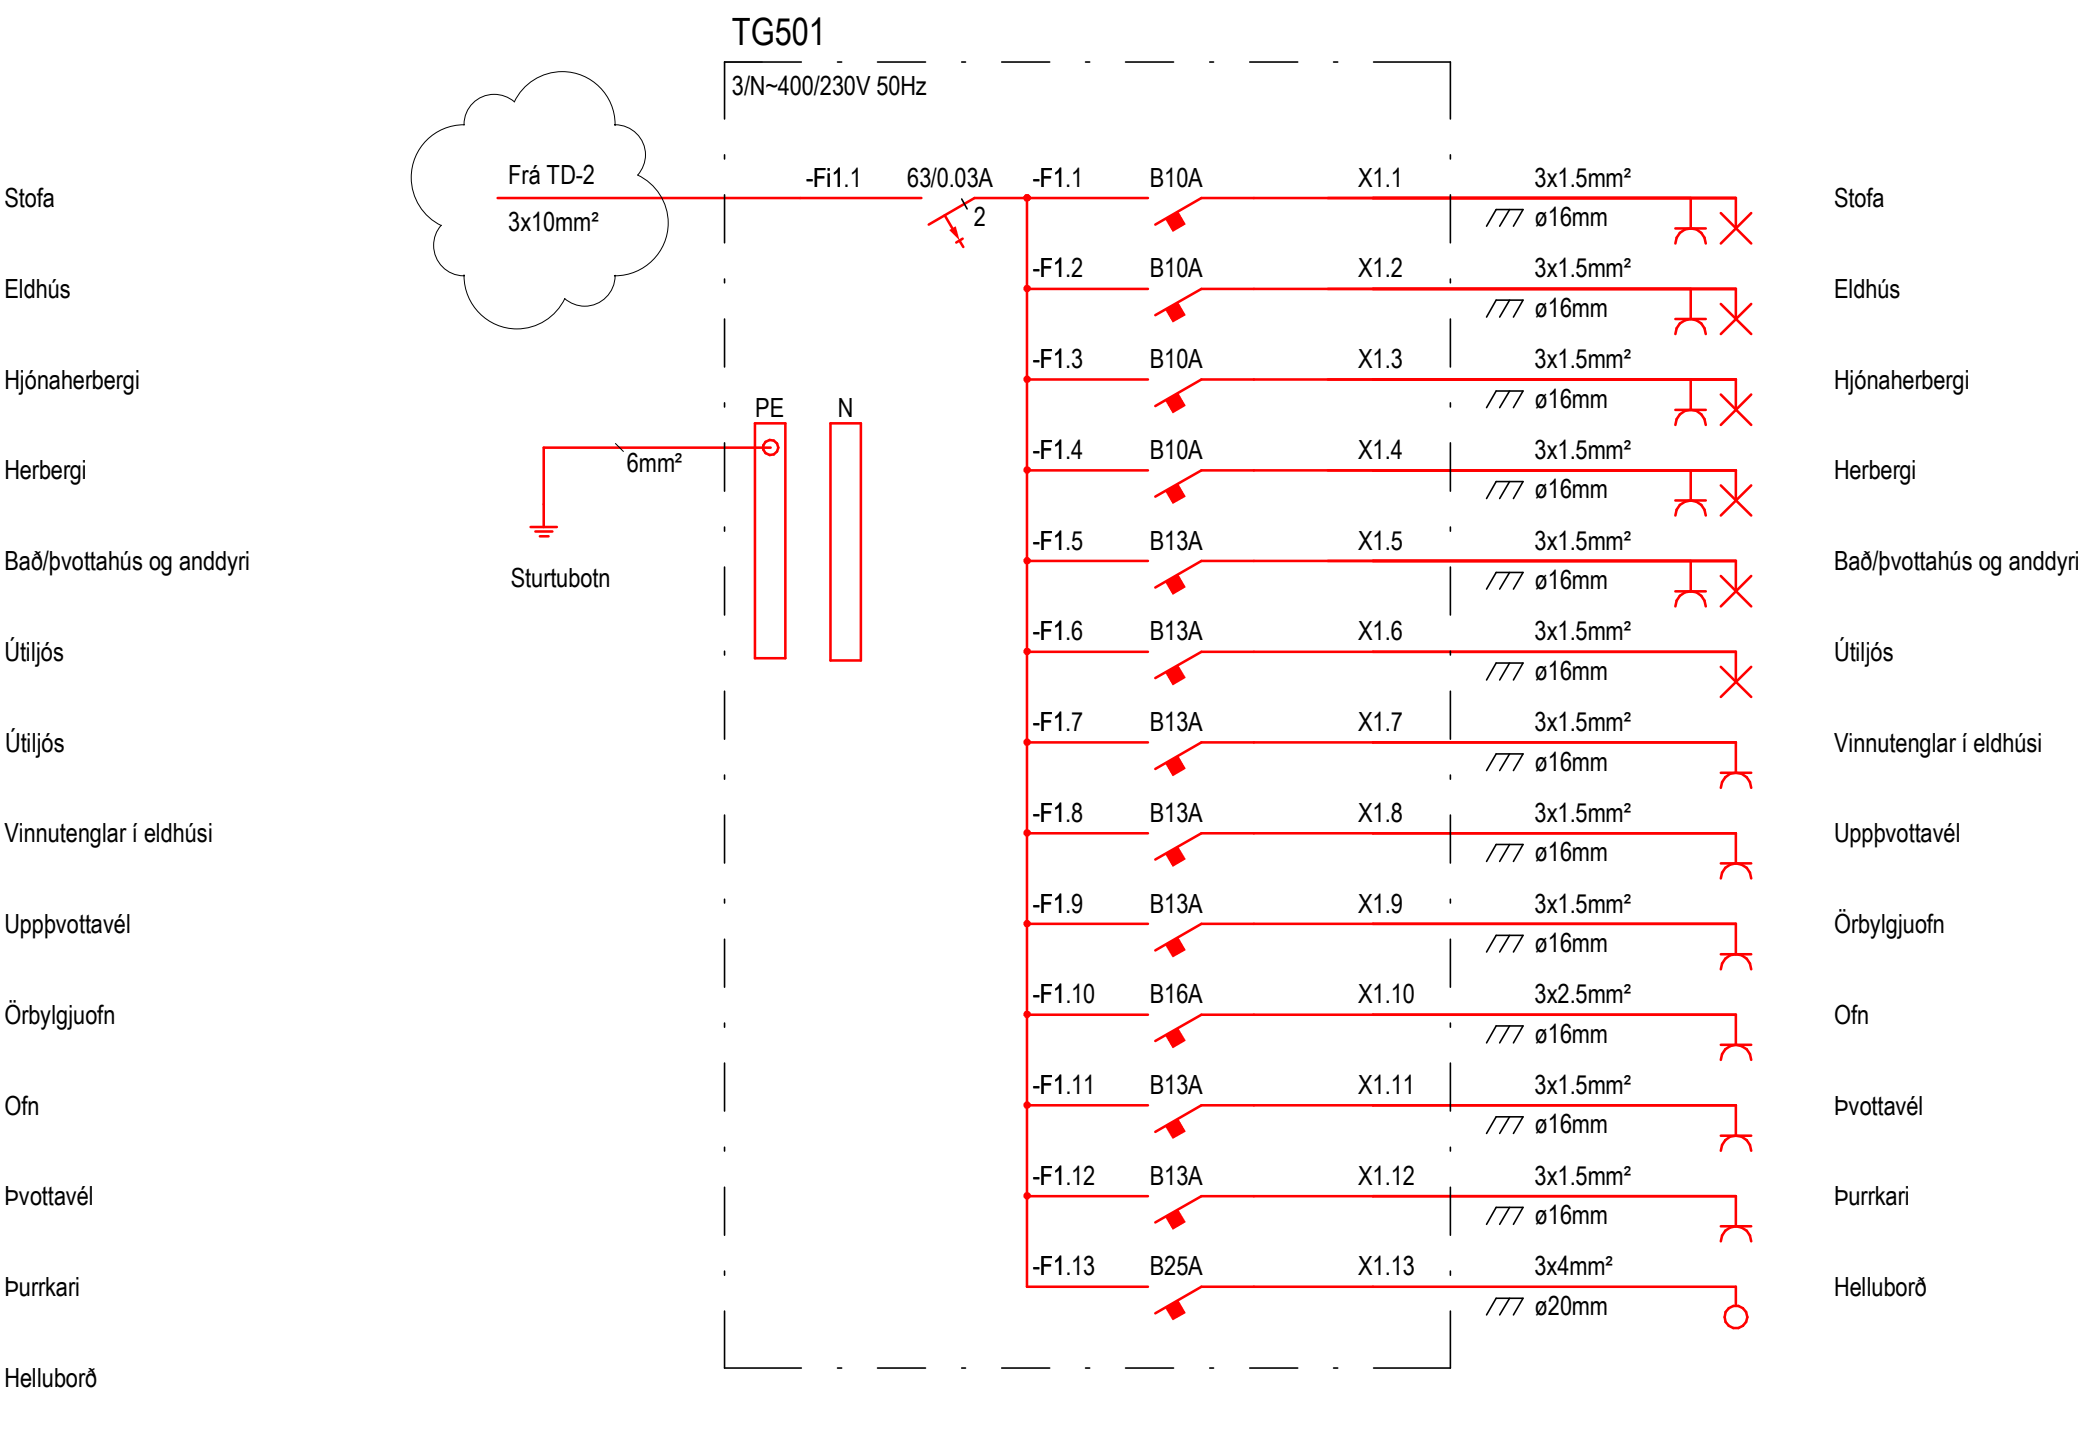 TG501
3/N~400/230V 50Hz
Stofa
Frá TD-2
3x10mm²
-Fi1.1
63/0.03A
2
-F1.1 B10A X1.1 3x1.5mm²
ø16mm
Stofa
Eldhús
-F1.2 B10A X1.2 3x1.5mm²
ø16mm
Eldhús
Hjónaherbergi
-F1.3 B10A X1.3 3x1.5mm²
ø16mm
Hjónaherbergi
PE N
6mm²
Sturtubotn
Herbergi
-F1.4 B10A X1.4 3x1.5mm²
ø16mm
Herbergi
Bað/þvottahús og anddyri
-F1.5 B13A X1.5 3x1.5mm²
ø16mm
Bað/þvottahús og anddyri
Útiljós
-F1.6 B13A X1.6 3x1.5mm²
ø16mm
Útiljós
Útiljós
-F1.7 B13A X1.7 3x1.5mm²
ø16mm
Vinnutenglar í eldhúsi
Vinnutenglar í eldhúsi
-F1.8 B13A X1.8 3x1.5mm²
ø16mm
Uppþvottavél
Uppþvottavél
-F1.9 B13A X1.9 3x1.5mm²
ø16mm
Örbylgjuofn
Örbylgjuofn
-F1.10 B16A X1.10 3x2.5mm²
ø16mm
Ofn
Ofn
-F1.11 B13A X1.11 3x1.5mm²
ø16mm
Þvottavél
Þvottavél
-F1.12 B13A X1.12 3x1.5mm²
ø16mm
Þurrkari
Þurrkari
-F1.13 B25A X1.13 3x4mm²
ø20mm
Helluborð
Helluborð